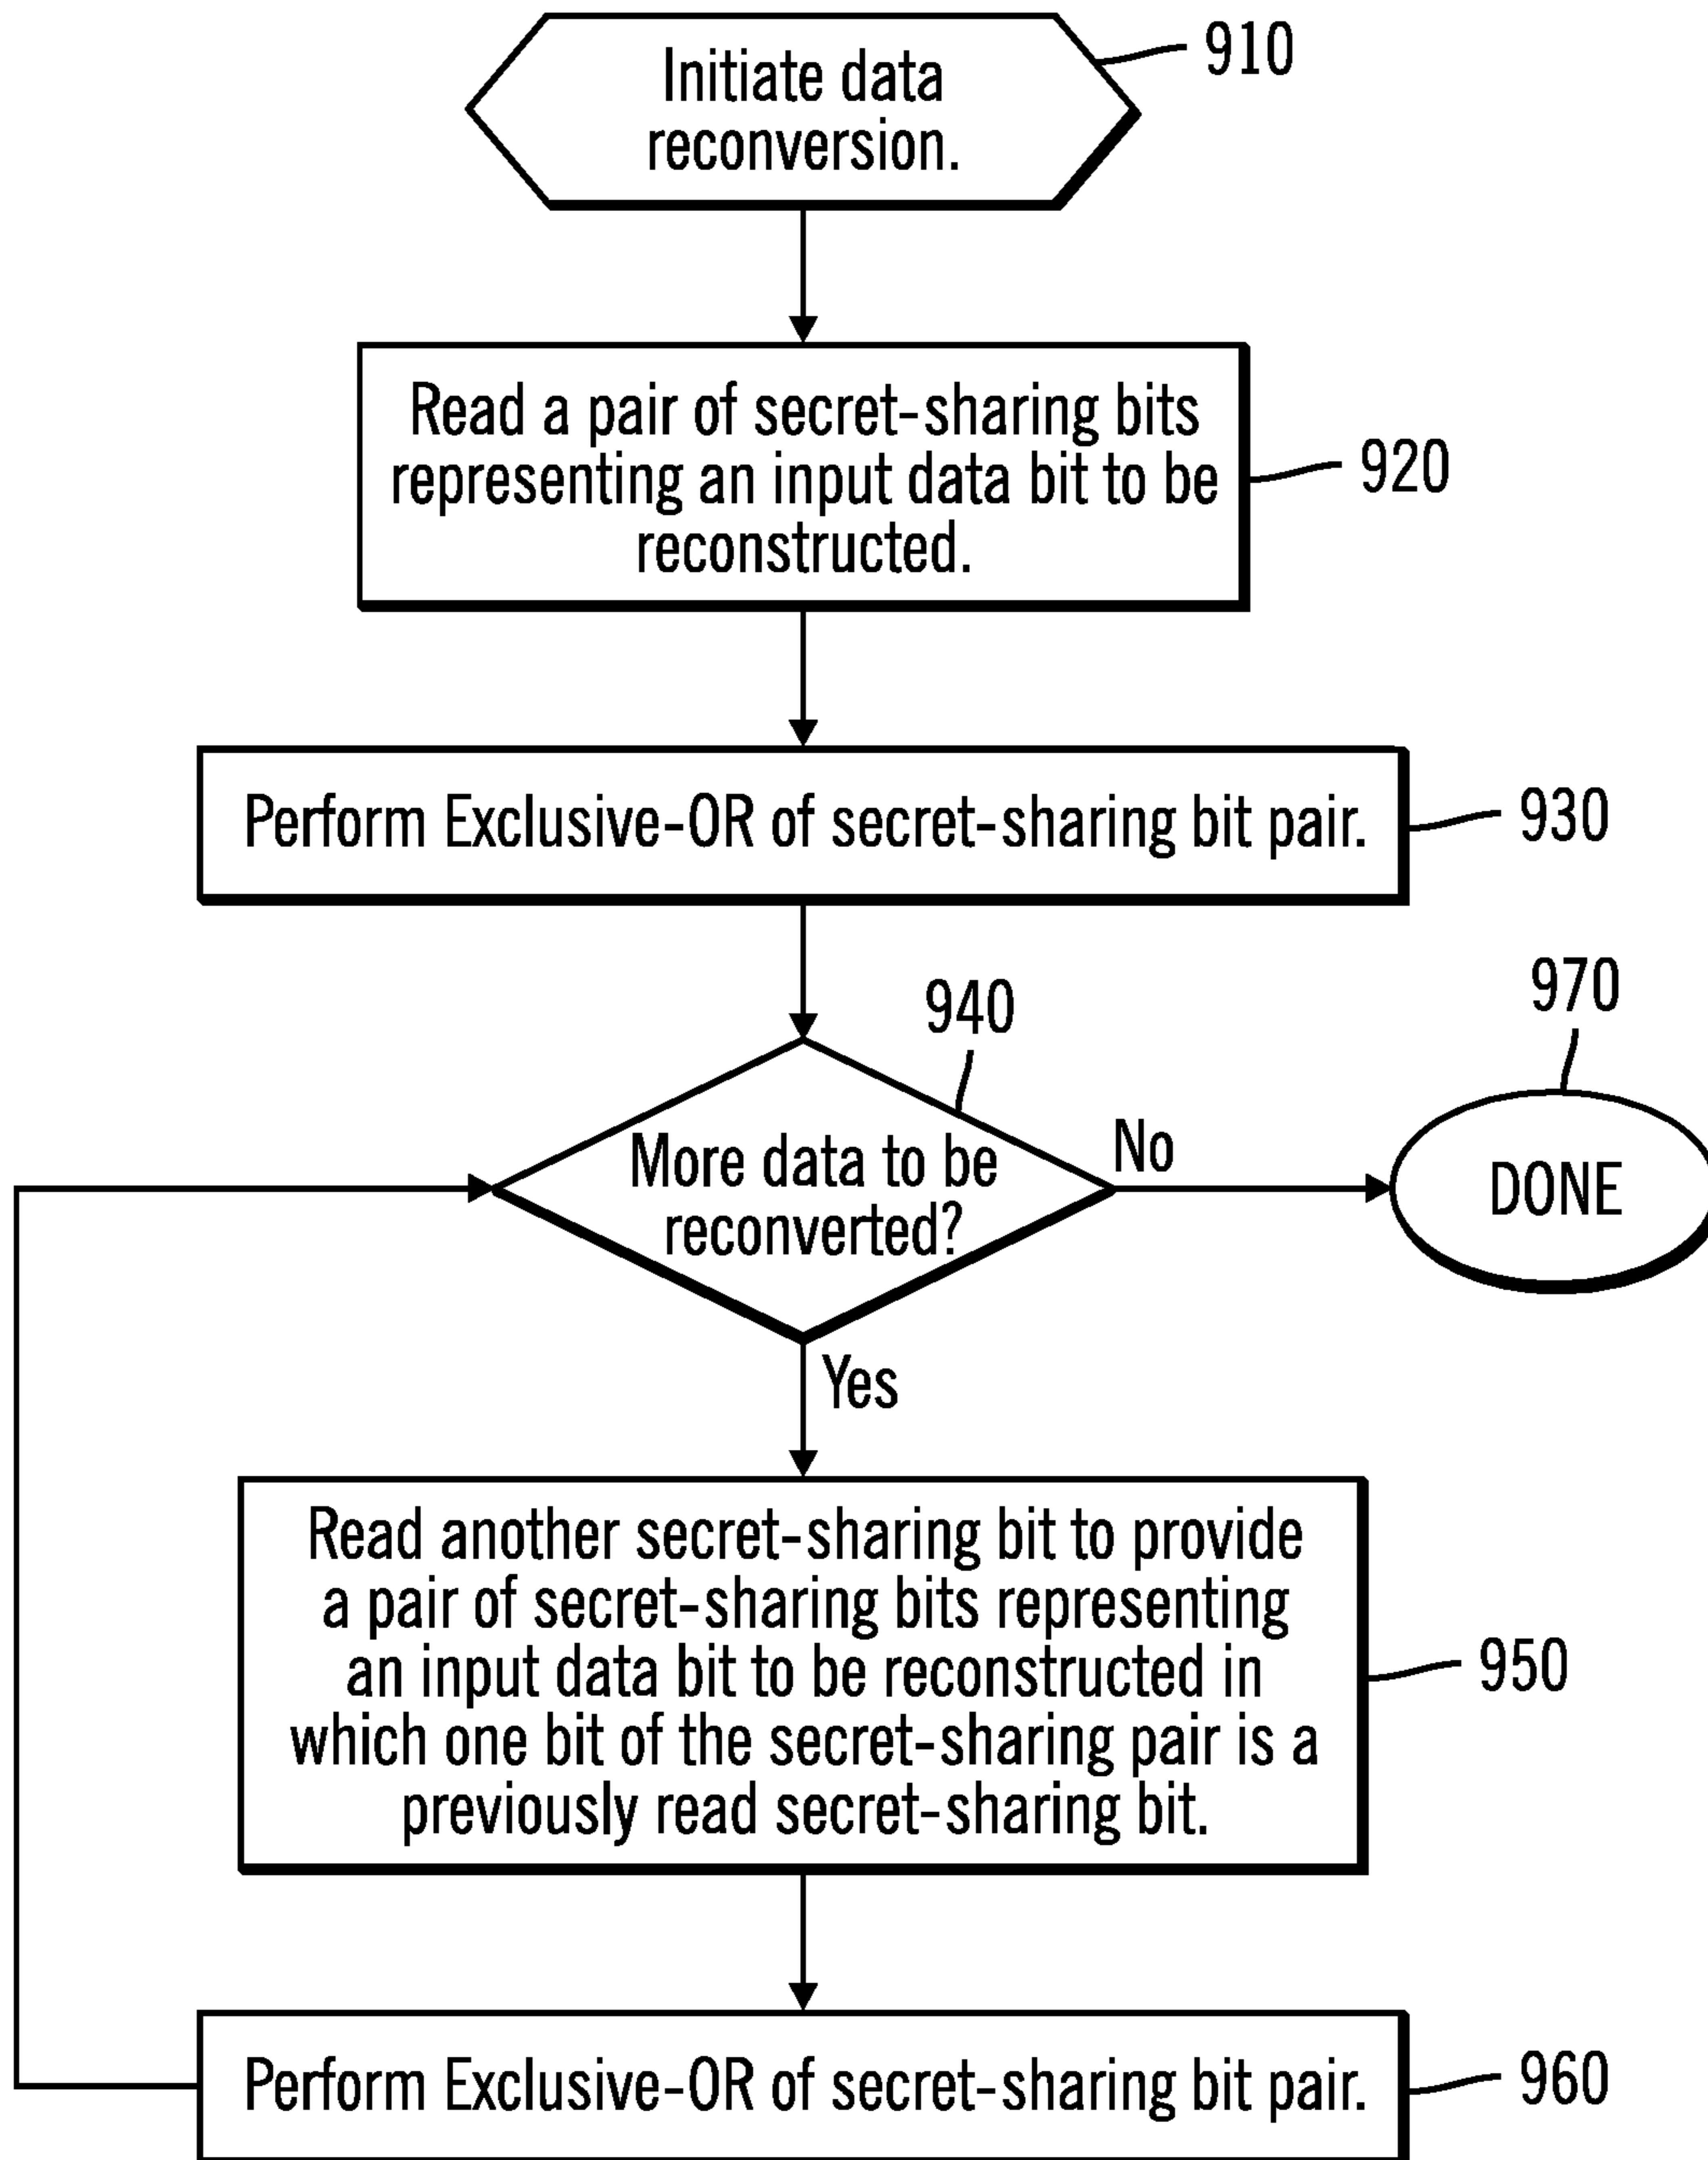 Initiate data
reconversion.
910
Read a pair of secret-sharing bits
representing an input data bit to be
reconstructed.
920
Perform Exclusive-OR of secret-sharing bit pair.
930
940
970
More data to be
reconverted?
No
DONE
Yes
Read another secret-sharing bit to provide
a pair of secret-sharing bits representing
an input data bit to be reconstructed in
which one bit of the secret-sharing pair is a
previously read secret-sharing bit.
950
Perform Exclusive-OR of secret-sharing bit pair.
960